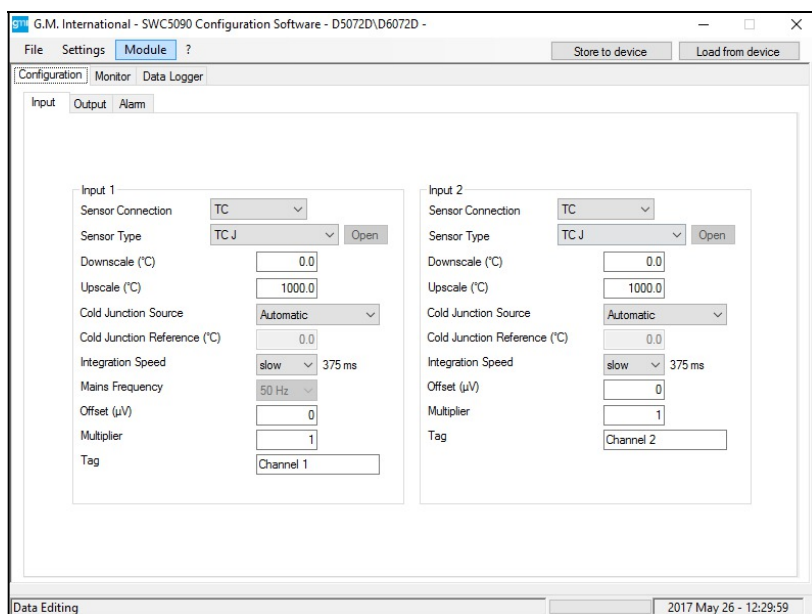 gmi G.M. International - SWC5090 Configuration Software - D5072D\D6072D -
File Settings Module ? Store to device Load from device
Configuration Monitor Data Logger
Input Output Alarm
Input 1
Sensor Connection TC
Sensor Type TC J Open
Downscale (°C) 0.0
Upscale (°C) 1000.0
Cold Junction Source Automatic
Cold Junction Reference (°C) 0.0
Integration Speed slow 375 ms
Mains Frequency 50 Hz
Offset (µV) 0
Multiplier 1
Tag Channel 1
Input 2
Sensor Connection TC
Sensor Type TC J Open
Downscale (°C) 0.0
Upscale (°C) 1000.0
Cold Junction Source Automatic
Cold Junction Reference (°C) 0.0
Integration Speed slow 375 ms
Offset (µV) 0
Multiplier 1
Tag Channel 2
Data Editing 2017 May 26 - 12:29:59